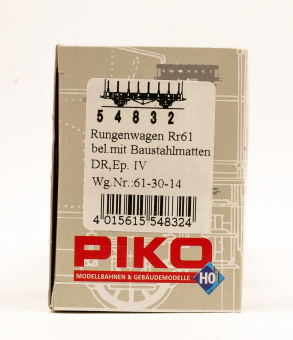 54832
Rungenwagen Rr61
bel.mit Baustahlmatten
DR,Ep. IV
Wg.Nr.:61-30-14
4 015615 548324
PIKO
MODELLBAHNEN & GEBÄUDEMODELLE
HO